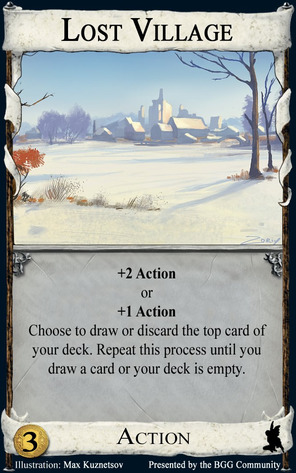 LOST VILLAGE
+2 Action
or
+1 Action
Choose to draw or discard the top card of
your deck. Repeat this process until you
draw a card or your deck is empty.
3
ACTION
Illustration: Max Kuznetsov
Presented by the BGG Community